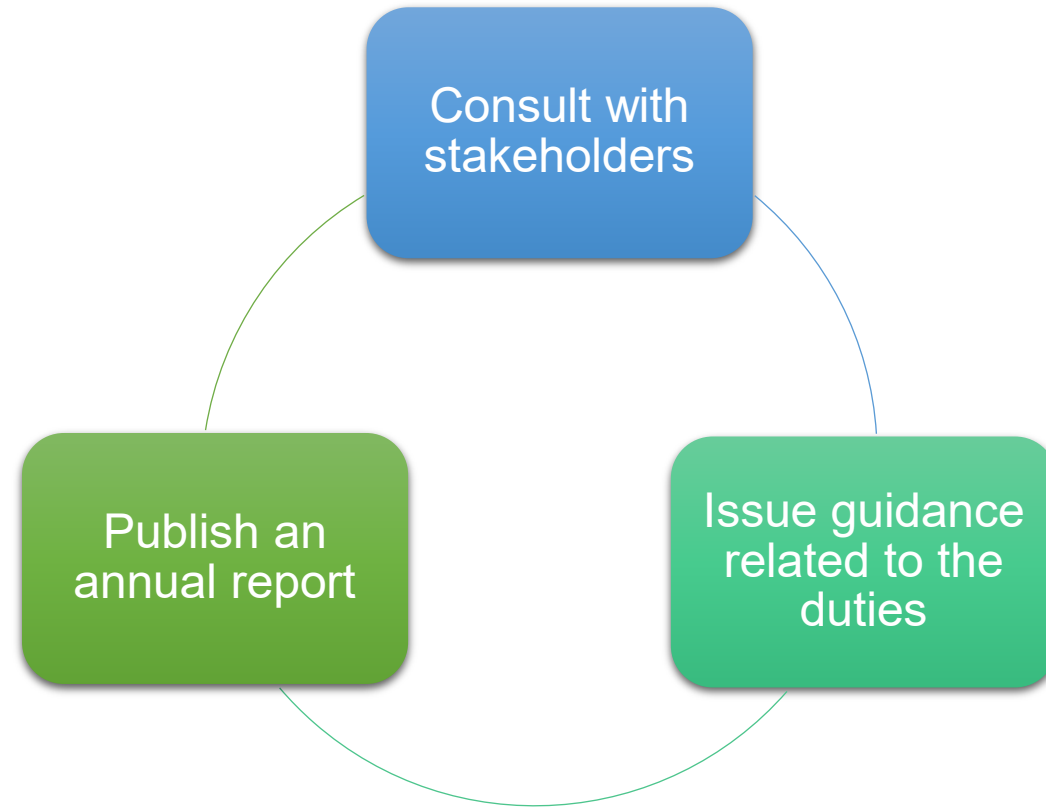 Consult with
stakeholders
Issue guidance
related to the
duties
Publish an
annual report